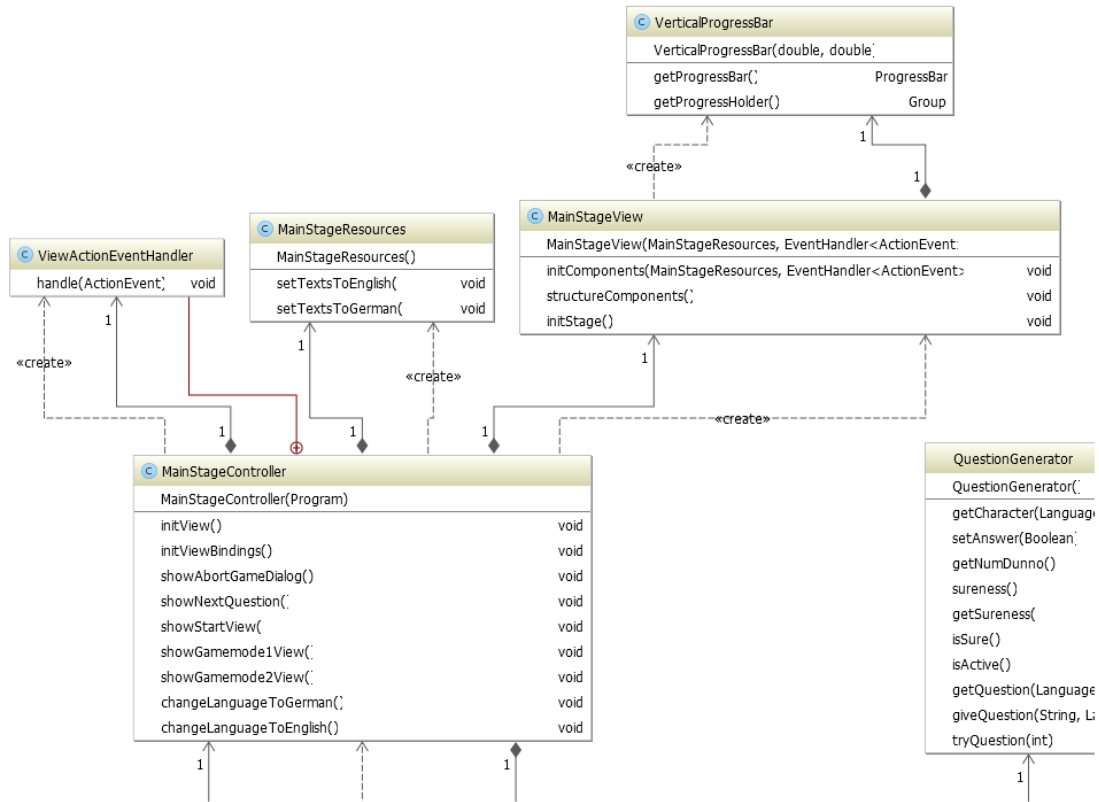 C VerticalProgressBar
VerticalProgressBar(double, double)
getProgressBar() ProgressBar
getProgressHolder() Group
1
«create»
1
C MainStageView
MainStageView(MainStageResources, EventHandler<ActionEvent:
initComponents(MainStageResources, EventHandler<ActionEvent> void
structureComponents() void
initStage() void
C MainStageResources
MainStageResources()
setTextsToEnglish( void
setTextsToGerman( void
C ViewActionEventHandler
handle(ActionEvent) void
1
1
1
«create»
«create»
«create»
1
1
1
C MainStageController
MainStageController(Program)
initView() void
initViewBindings() void
showAbortGameDialog() void
showNextQuestion( void
showStartView( void
showGamemode1View( void
showGamemode2View( void
changeLanguageToGerman() void
changeLanguageToEnglish() void
1
1
QuestionGenerator
QuestionGenerator(
getCharacter(Language
setAnswer(Boolean
getNumDunno()
sureness()
getSureness(
isSure()
isActive()
getQuestion(Language
giveQuestion(String, La
tryQuestion(int)
1